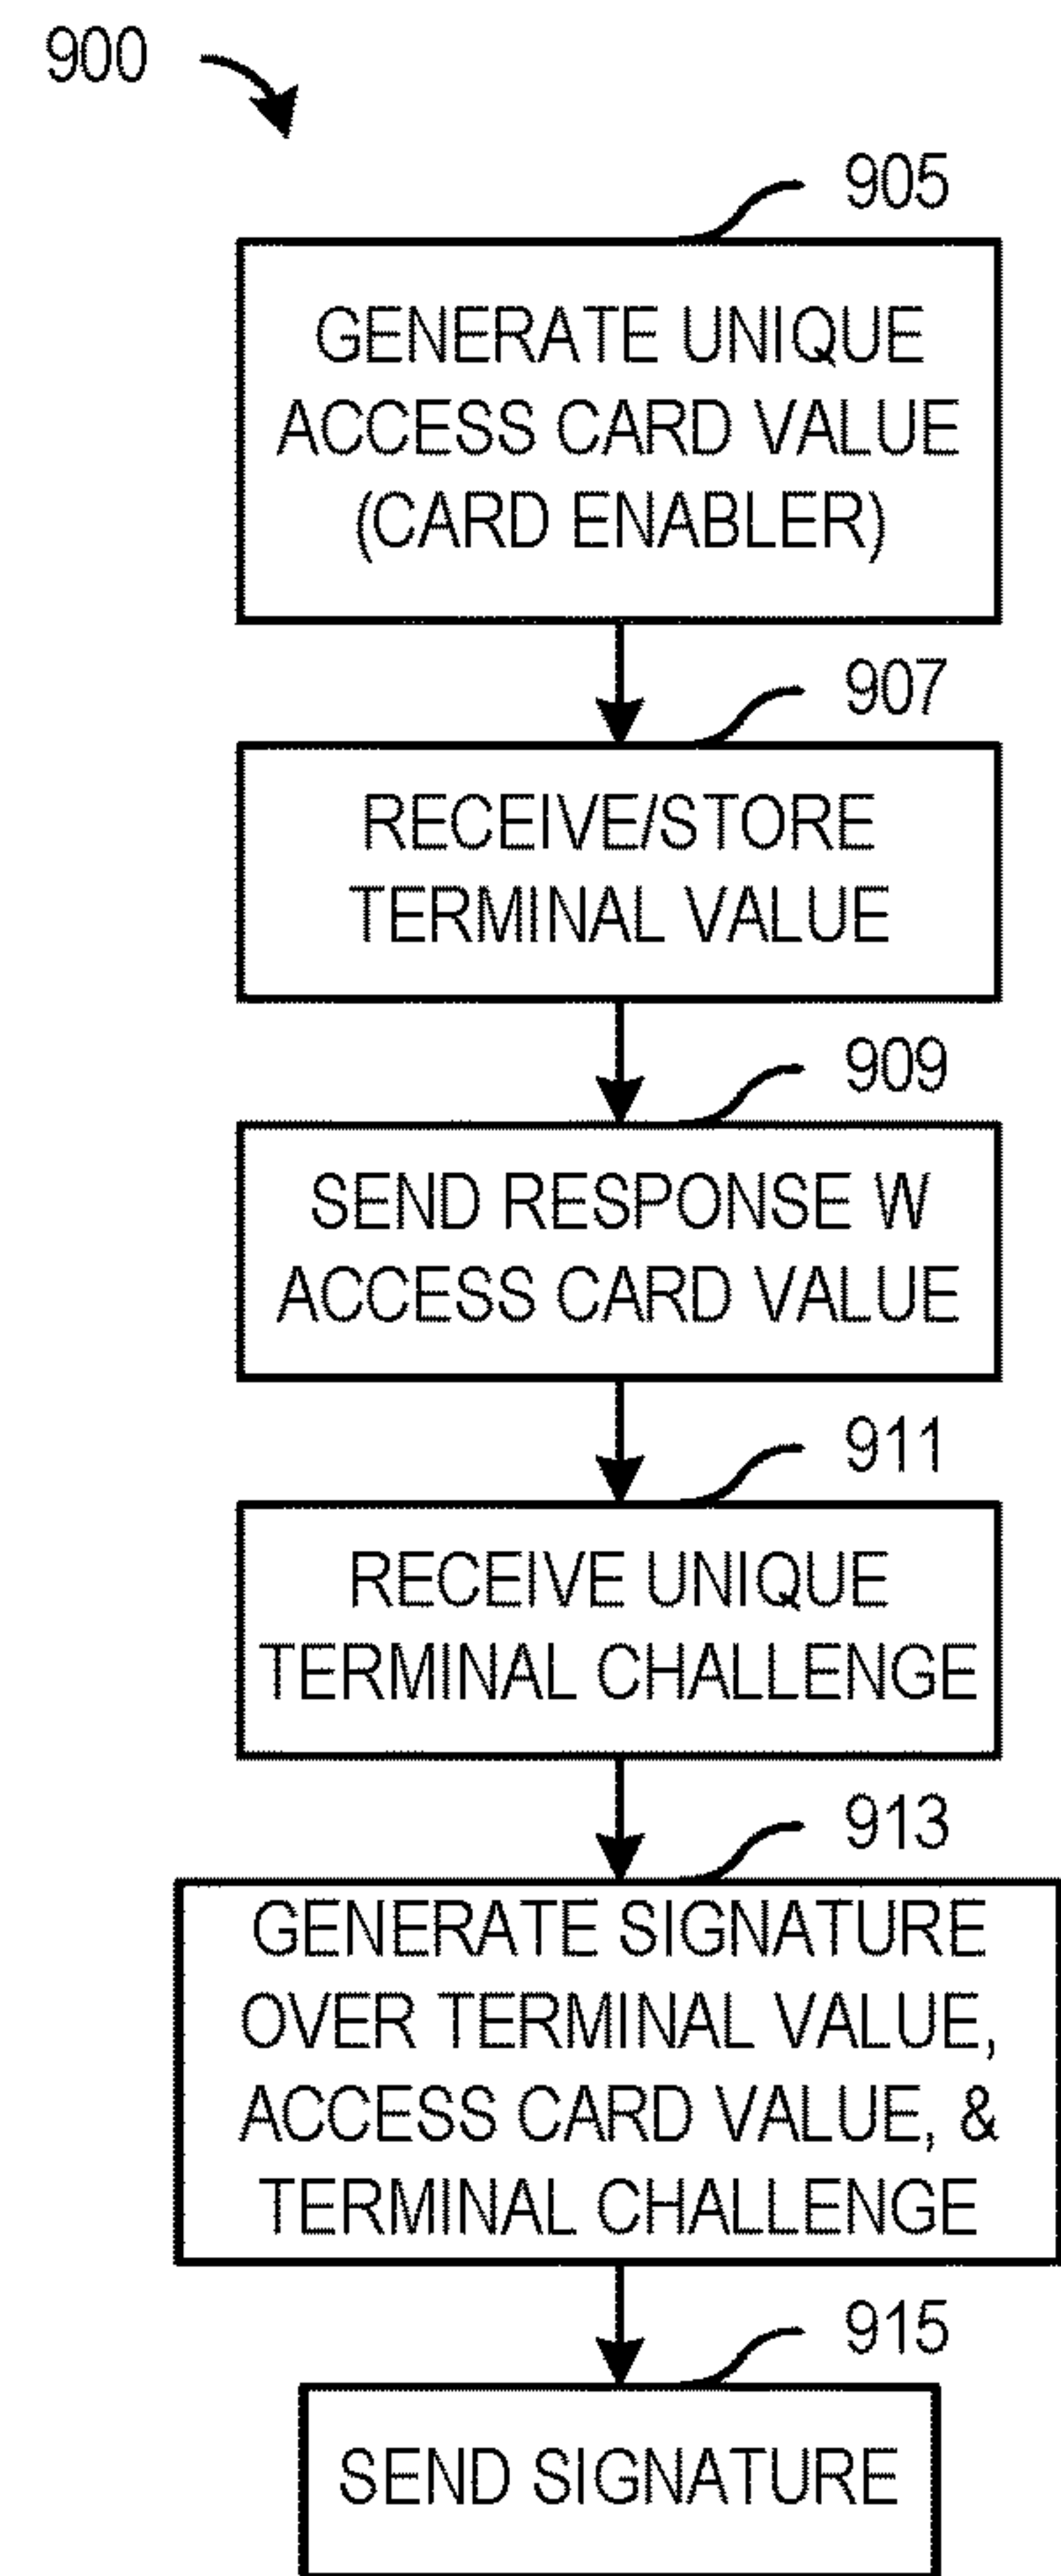 900
905
GENERATE UNIQUE
ACCESS CARD VALUE
(CARD ENABLER)
907
RECEIVE/STORE
TERMINAL VALUE
909
SEND RESPONSE W
ACCESS CARD VALUE
911
RECEIVE UNIQUE
TERMINAL CHALLENGE
913
GENERATE SIGNATURE
OVER TERMINAL VALUE,
ACCESS CARD VALUE, &
TERMINAL CHALLENGE
915
SEND SIGNATURE